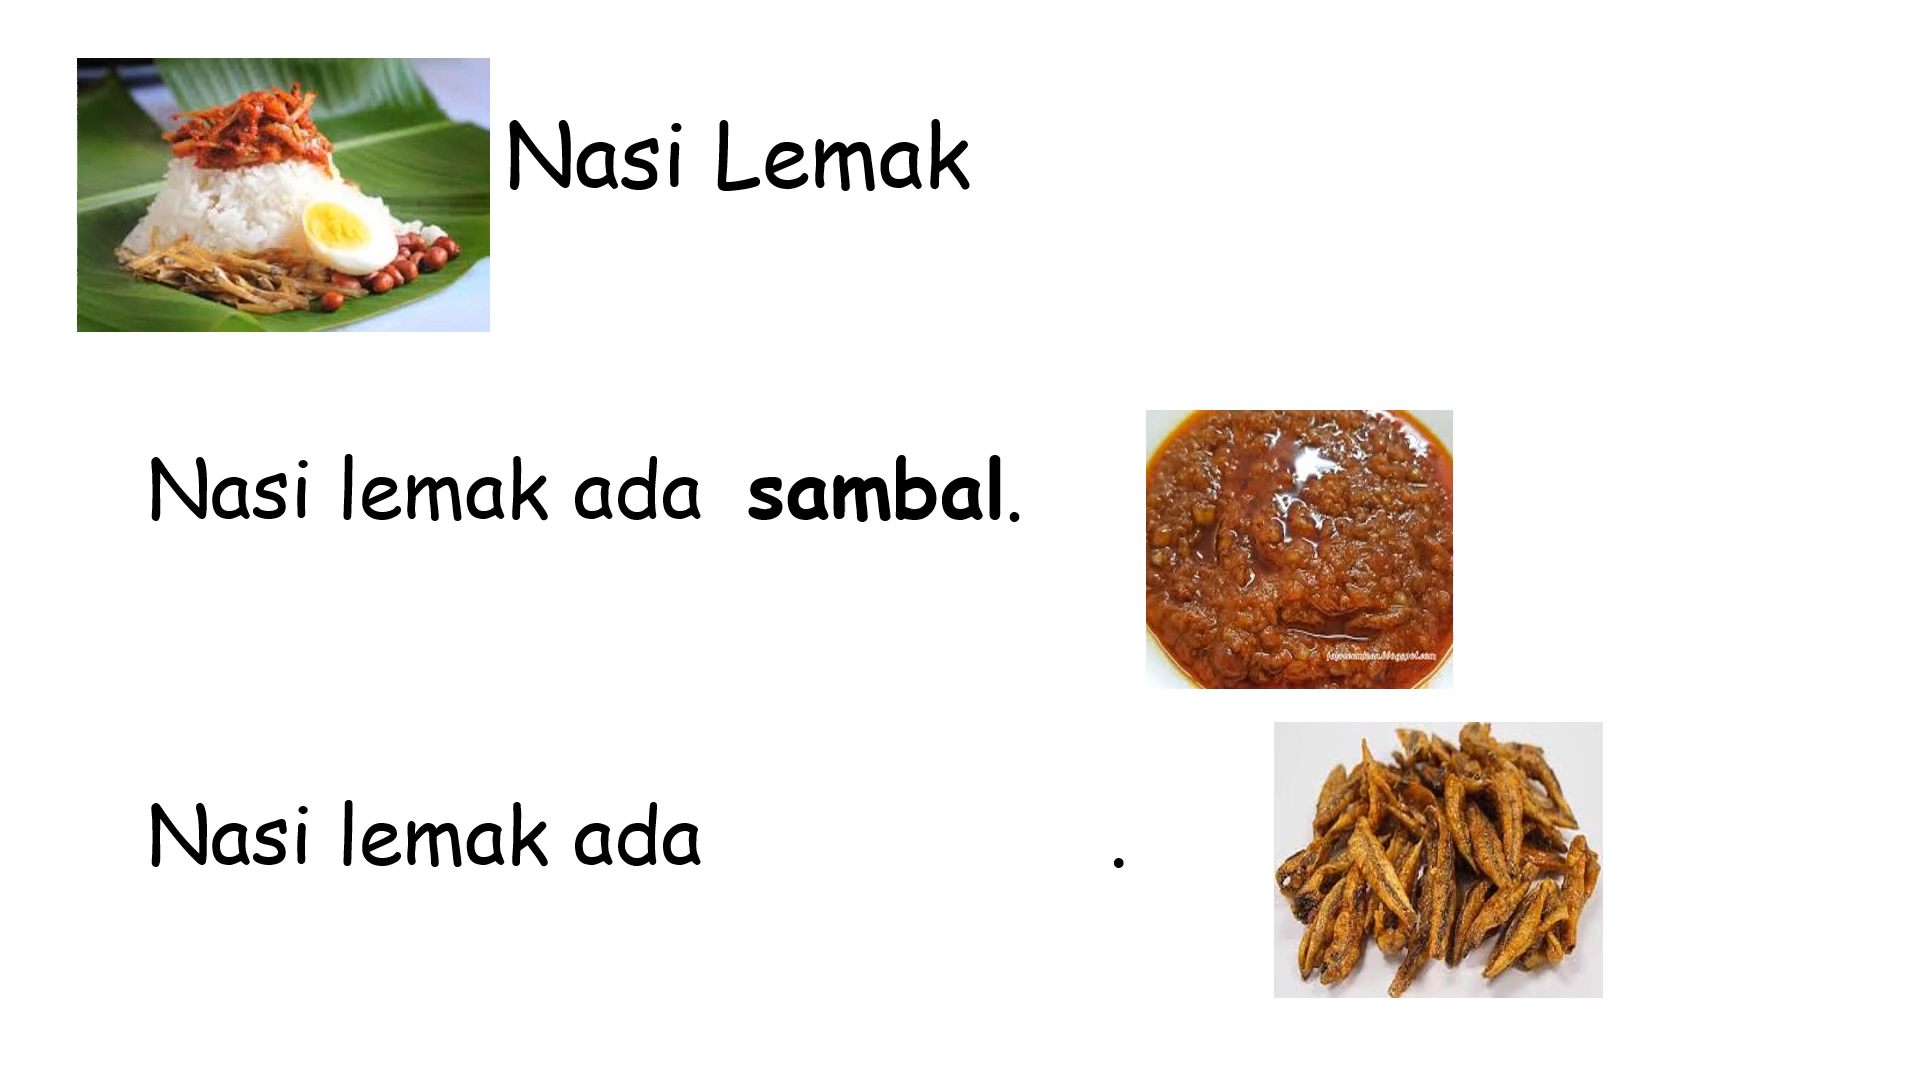 Nasi Lemak
Nasi lemak ada sambal.
Nasi lemak ada .